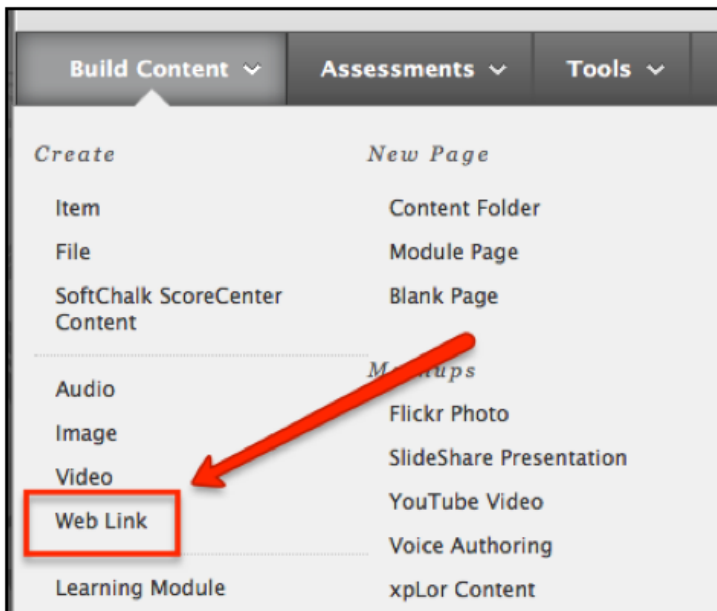 Build Content
Assessments
Tools
Create
Item
File
SoftChalk ScoreCenter
Content
Audio
Image
Video
Web Link
Learning Module
New Page
Content Folder
Module Page
Blank Page
Flickr Photo
SlideShare Presentation
YouTube Video
Voice Authoring
xpLor Content